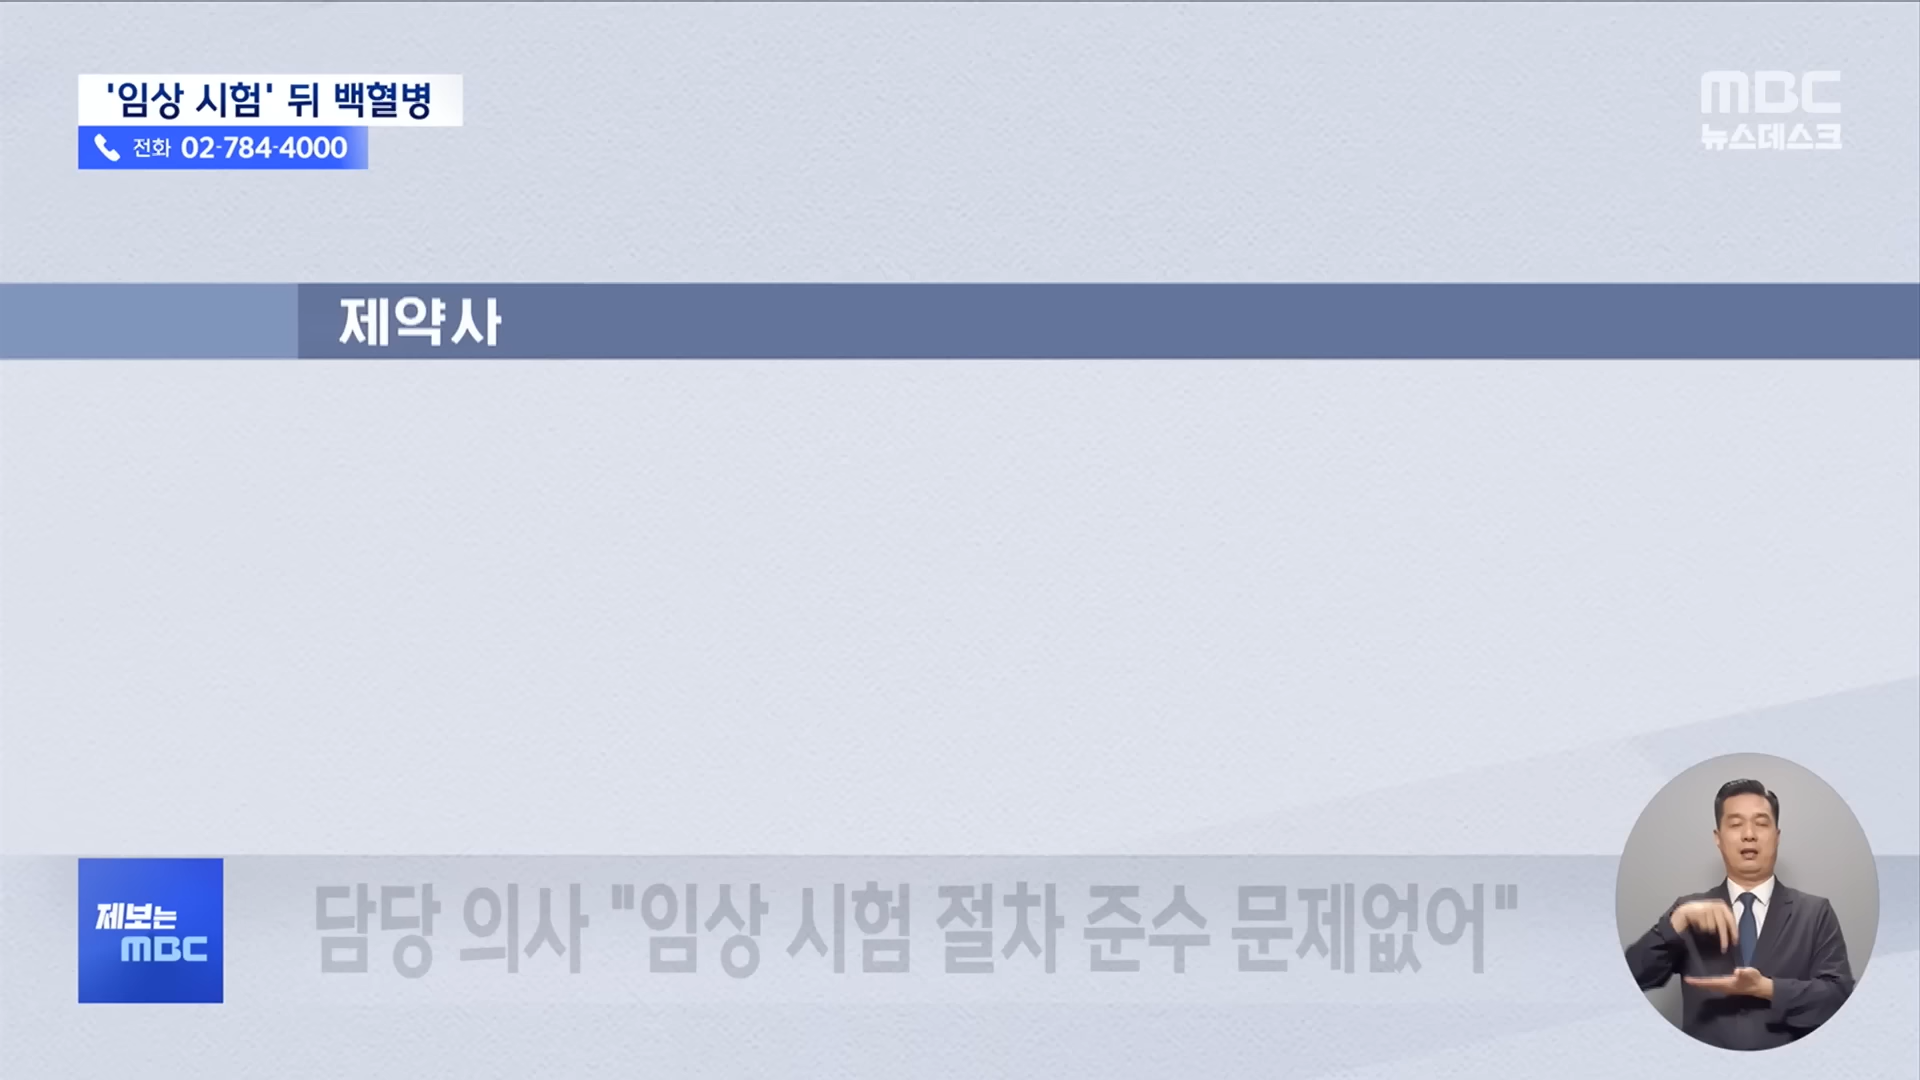 '임상 시험' 뒤 백혈병
전화 02-784-4000
MBC
뉴스데스크
제약사
제보는
MBC
담당 의사 "임상 시험 절차 준수 문제없어"